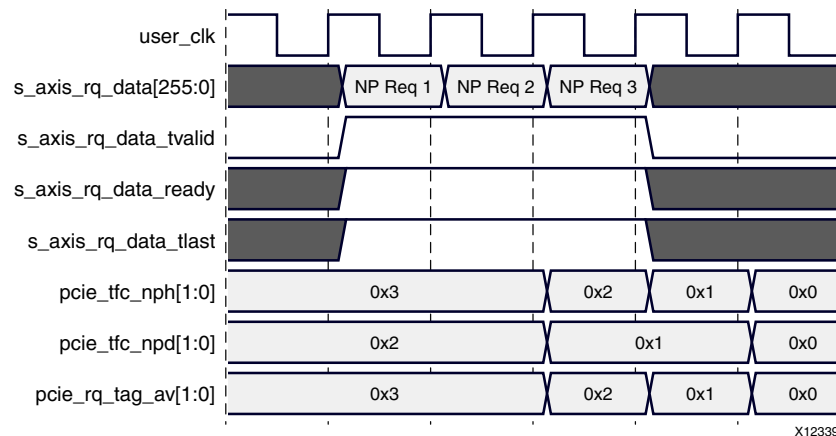 user_clk
s_axis_rq_data[255:0] NP Req 1 NP Req 2 NP Req 3
s_axis_rq_data_tvalid
s_axis_rq_data_ready
s_axis_rq_data_tlast
pcie_tfc_nph[1:0] 0x3 0x2 0x1 0x0
pcie_tfc_npd[1:0] 0x2 0x1 0x0
pcie_rq_tag_av[1:0] 0x3 0x2 0x1 0x0
X12339